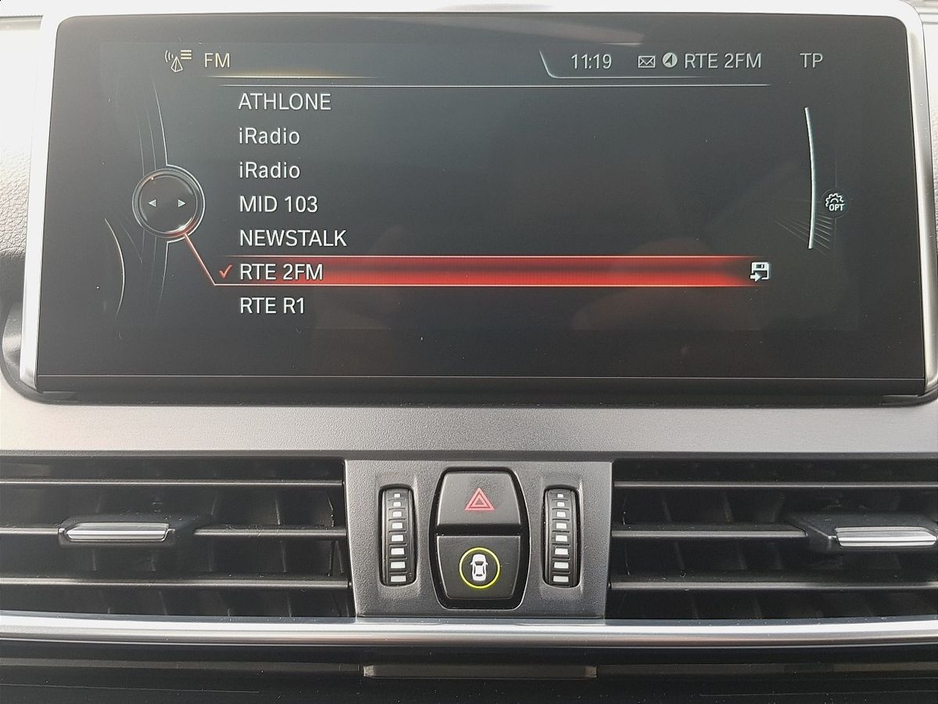 FM 11:19 RTE 2FM TP
ATHLONE
iRadio
iRadio
MID 103
NEWSTALK
RTE 2FM
RTE R1
OPT